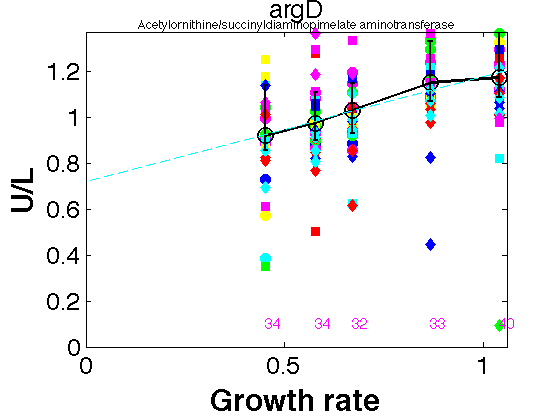 argD
Acetylornithine/succinyldiaminopimelate aminotransferase
1.2
1
0.8
0.6
0.4
0.2
0
U/L
34 34 32 33 40
0 0.5 1
Growth rate